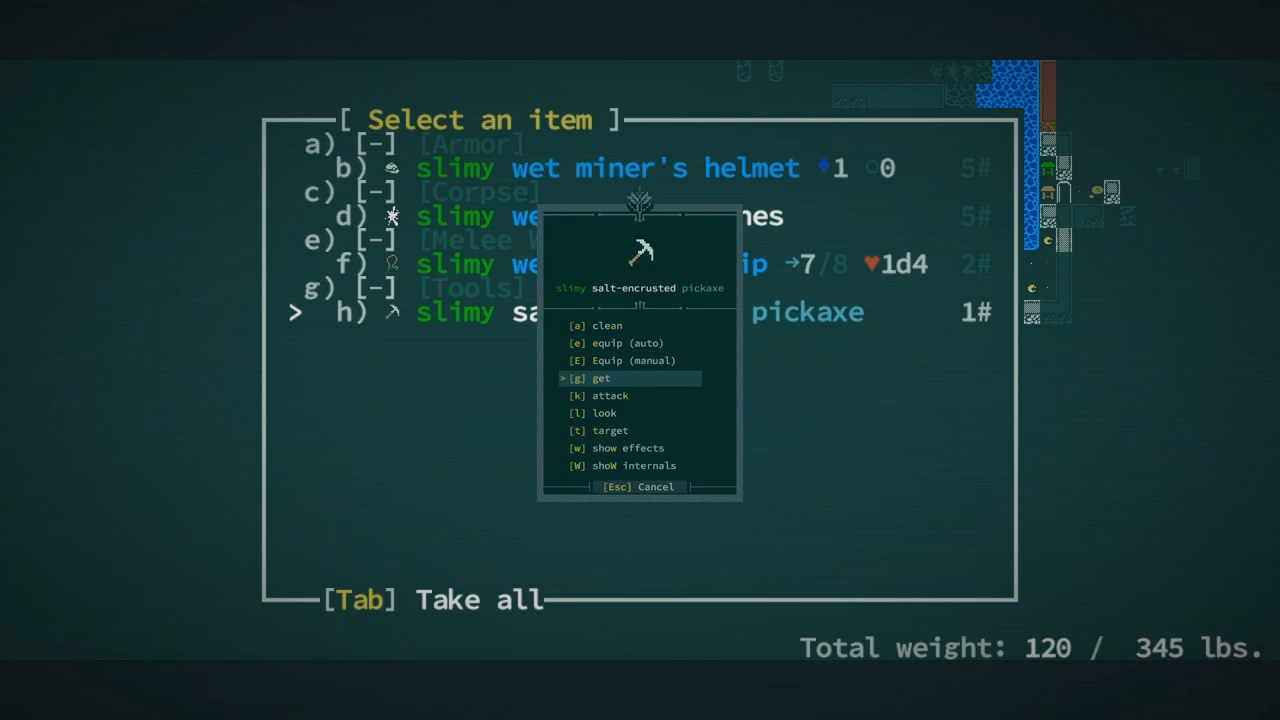 [ Select an item ]
a) [-] [Armor]
b) slimy wet miner's helmet 1 0 5#
c) [-] [Corpse]
d) slimy we nes 5#
e) [-] [Melee W
f) slimy we ip →7/8 ♥1d4 2#
g) [-] [Tools]
> h) slimy sa pickaxe 1#
slimy salt-encrusted pickaxe
[a] clean
[e] equip (auto)
[E] Equip (manual)
>[g] get
[k] attack
[l] look
[t] target
[w] show effects
[W] shoW internals
[Esc] Cancel
[Tab] Take all
Total weight: 120 / 345 lbs.